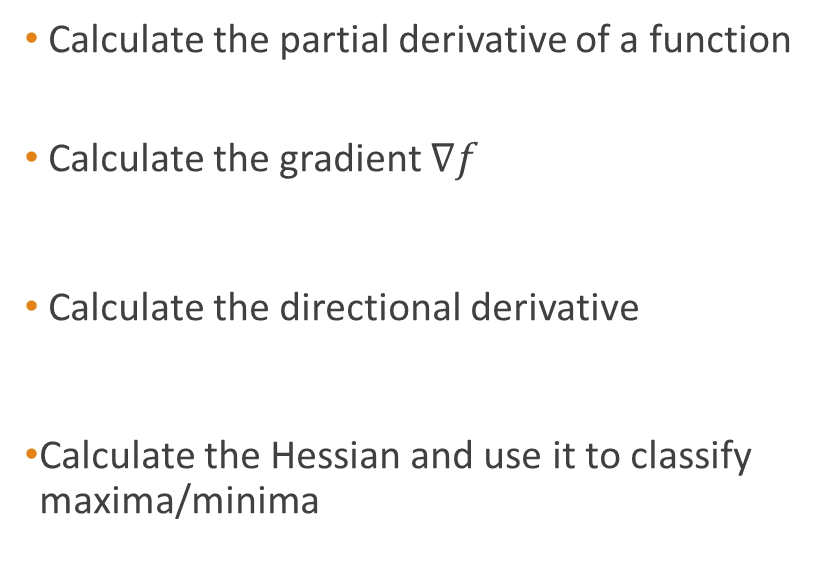 • Calculate the partial derivative of a function
• Calculate the gradient ∇𝑓
• Calculate the directional derivative
•Calculate the Hessian and use it to classify
maxima/minima